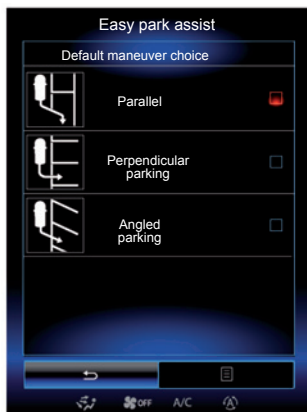 Easy park assist
Default maneuver choice
Parallel
Perpendicular
parking
Angled
parking
OFF
A/C
A